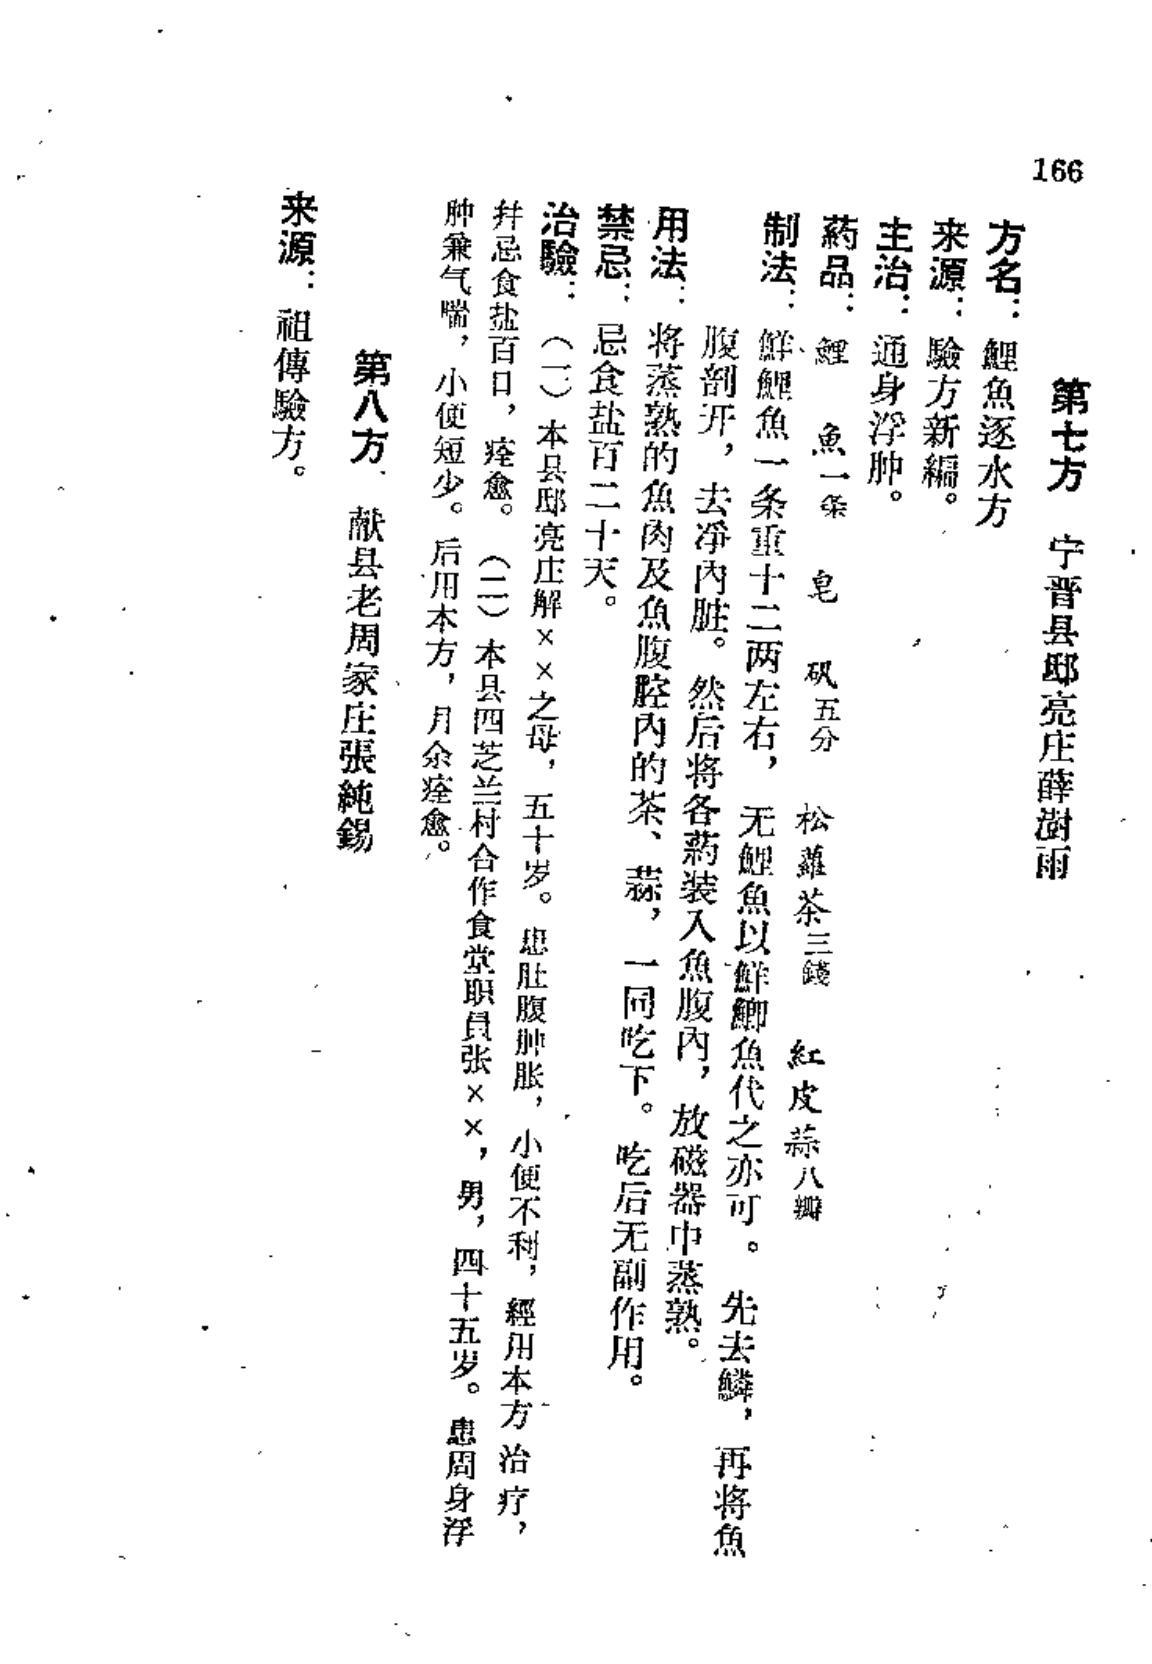 166
第七方　宁晋县邸亮庄薛澍雨
方名：鯉魚逐水方
来源：驗方新編。
主治：通身浮肿。
葯品：鯉魚一条　皂矾五分　松蘿茶三錢　紅皮蒜八瓣
制法：鮮鯉魚一条重十二两左右，无鯉魚以鮮鯽魚代之亦可。先去鱗，再将魚
腹剖开，去凈內脏。然后将各葯装入魚腹內，放磁器中蒸熟。
用法：将蒸熟的魚肉及魚腹腔內的茶、蒜，一同吃下。吃后无副作用。
禁忌：忌食盐百二十天。
治驗：（一）本县邸亮庄解××之母，五十岁。患肚腹肿胀，小便不利，經用本方治疗，
幷忌食盐百日，痊愈。（二）本县四芝兰村合作食堂职員张××，男，四十五岁。患周身浮
肿兼气喘，小便短少。后用本方，月余痊愈。
第八方　献县老周家庄張純錫
来源：祖傳驗方。